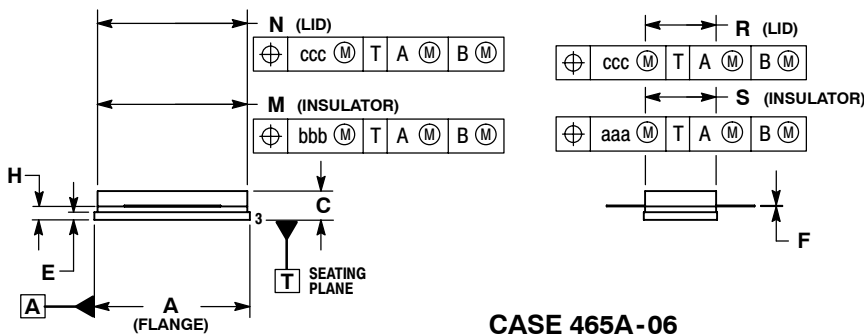 N (LID)
⌖ ccc Ⓜ T A Ⓜ B Ⓜ
M (INSULATOR)
⌖ bbb Ⓜ T A Ⓜ B Ⓜ
R (LID)
⌖ ccc Ⓜ T A Ⓜ B Ⓜ
S (INSULATOR)
⌖ aaa Ⓜ T A Ⓜ B Ⓜ
H
C
3
E
F
T SEATING
PLANE
A
A
(FLANGE)
CASE 465A-06